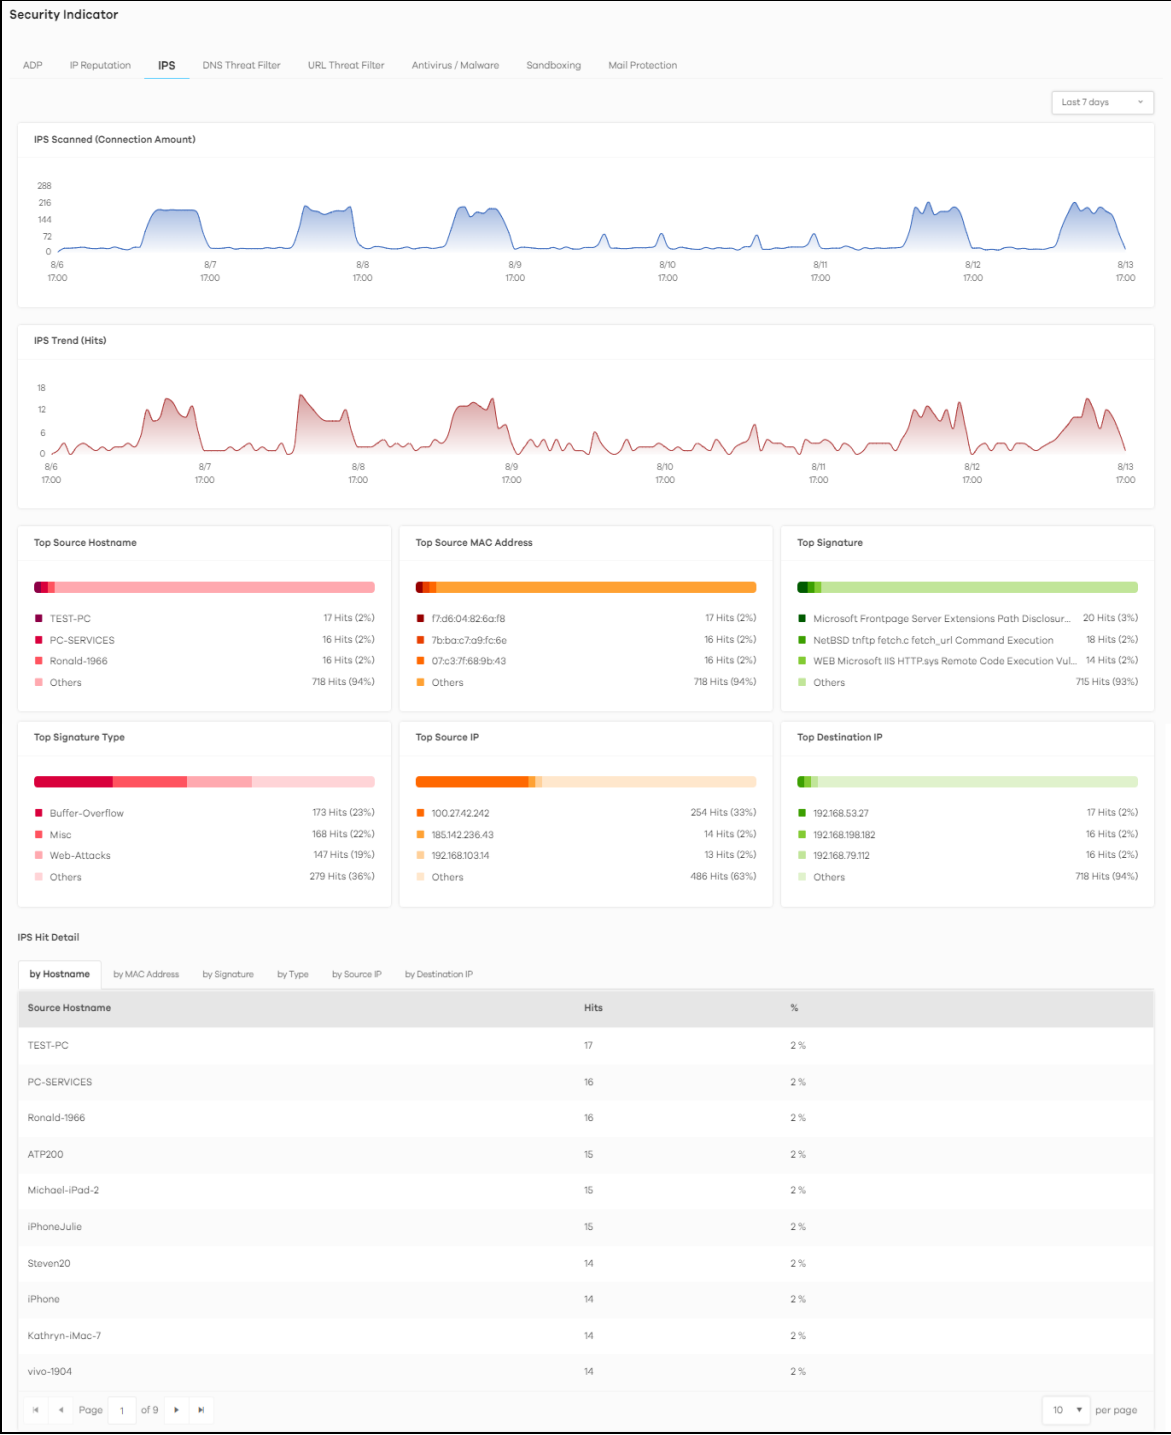 Security Indicator
ADP IP Reputation IPS DNS Threat Filter URL Threat Filter Antivirus / Malware Sandboxing Mail Protection
Last 7 days
IPS Scanned (Connection Amount)
288
216
144
72
0
8/6 8/7 8/8 8/9 8/10 8/11 8/12 8/13
17:00 17:00 17:00 17:00 17:00 17:00 17:00 17:00
IPS Trend (Hits)
18
12
6
0
8/6 8/7 8/8 8/9 8/10 8/11 8/12 8/13
17:00 17:00 17:00 17:00 17:00 17:00 17:00 17:00
Top Source Hostname
TEST-PC 17 Hits (2%)
PC-SERVICES 16 Hits (2%)
Ronald-1966 16 Hits (2%)
Others 718 Hits (94%)
Top Source MAC Address
f7:d6:04:82:6a:f8 17 Hits (2%)
7b:ba:c7:a9:fc:6e 16 Hits (2%)
07:c3:7f:68:9b:43 16 Hits (2%)
Others 718 Hits (94%)
Top Signature
Microsoft Frontpage Server Extensions Path Disclosur... 20 Hits (3%)
NetBSD tnftp fetch.c fetch_url Command Execution 18 Hits (2%)
WEB Microsoft IIS HTTP.sys Remote Code Execution Vul... 14 Hits (2%)
Others 715 Hits (93%)
Top Signature Type
Buffer-Overflow 173 Hits (23%)
Misc 168 Hits (22%)
Web-Attacks 147 Hits (19%)
Others 279 Hits (36%)
Top Source IP
100.27.42.242 254 Hits (33%)
185.142.236.43 14 Hits (2%)
192.168.103.14 13 Hits (2%)
Others 486 Hits (63%)
Top Destination IP
192.168.53.27 17 Hits (2%)
192.168.198.182 16 Hits (2%)
192.168.79.112 16 Hits (2%)
Others 718 Hits (94%)
IPS Hit Detail
by Hostname by MAC Address by Signature by Type by Source IP by Destination IP
Source Hostname Hits %
TEST-PC 17 2 %
PC-SERVICES 16 2 %
Ronald-1966 16 2 %
ATP200 15 2 %
Michael-iPad-2 15 2 %
iPhoneJulie 15 2 %
Steven20 14 2 %
iPhone 14 2 %
Kathryn-iMac-7 14 2 %
vivo-1904 14 2 %
Page 1 of 9 10 per page